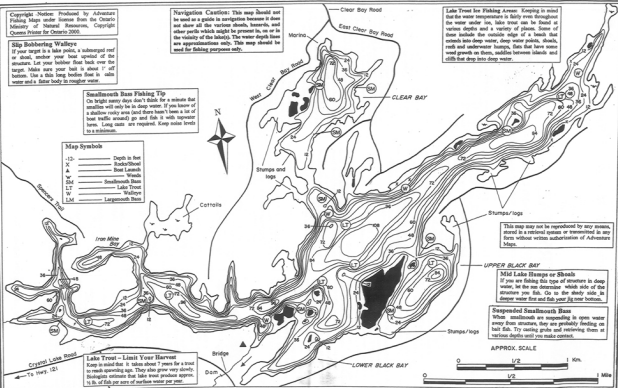 Copyright Notice: Produced by Adventure
Fishing Maps under license from the Ontario
Ministry of Natural Resources, Copyright
Queens Printer for Ontario 2000.
Slip Bobbering Walleye
If your target is a lake point, a submerged reef
or shoal, anchor your boat upwind of the
structure. Let your bobber float back over the
target. Make sure your bait is about 1' off
bottom. Use a thin long bodied float in calm
water and a fatter body in rougher water.
Navigation Caution: This map should not
be used as a guide in navigation because it does
not show all the various shoals, hazards, and
other perils which might be present in, on or in
the vicinity of the lake(s). The water depth lines
are approximations only. This map should be
used for fishing purposes only.
Smallmouth Bass Fishing Tip
On bright sunny days don't think for a minute that
smallies will only be in deep water. If you know of
a shallow rocky area (and there hasn't been a lot of
boat traffic around) go and fish it with topwater
lures. Long casts are required. Keep noise levels
to a minimum.
Map Symbols
-12- Depth in feet
X Rocks/Shoal
Boat Launch
Weeds
SM Smallmouth Bass
LT Lake Trout
W Walleye
LM Largemouth Bass
Lake Trout Ice Fishing Areas: Keeping in mind
that the water temperature is fairly even throughout
the water under ice, lake trout can be found at
various depths and a variety of places. Some of
these include the outside edge of a beach that
extends into deep water, deep water points, shoals,
reefs and underwater humps, flats that have some
weed growth on them, saddles between islands and
cliffs that drop into deep water.
Clear Bay Road
East Clear Bay Road
Marina
West Clear Bay Road
CLEAR BAY
N
Stumps and
logs
Cattails
Spencers Trail
Iron Mine
Bay
Stumps/logs
This map may not be reproduced by any means,
stored in a retrieval system or transmitted in any
form without written authorization of Adventure
Maps.
UPPER BLACK BAY
Mid Lake Humps or Shoals
If you are fishing this type of structure in deep
water, let the sun determine which side of the
structure you fish. Go to the shady side in
deeper water first and fish your jig near bottom.
Suspended Smallmouth Bass
When smallmouth are suspending in open water
away from structure, they are probably feeding on
bait fish. Try casting grubs and retrieving them at
various depths until you make contact.
Stumps/logs
LOWER BLACK BAY
Bridge
Dam
Crystal Lake Road
To Hwy. 121
Lake Trout – Limit Your Harvest
Keep in mind that it takes about 7 years for a trout
to reach spawning age. They also grow very slowly.
Biologists estimate that lake trout produce approx.
½ lb. of fish per acre of surface water per year.
APPROX. SCALE
0 1/2 1 Km.
0 1/2 1 Mile